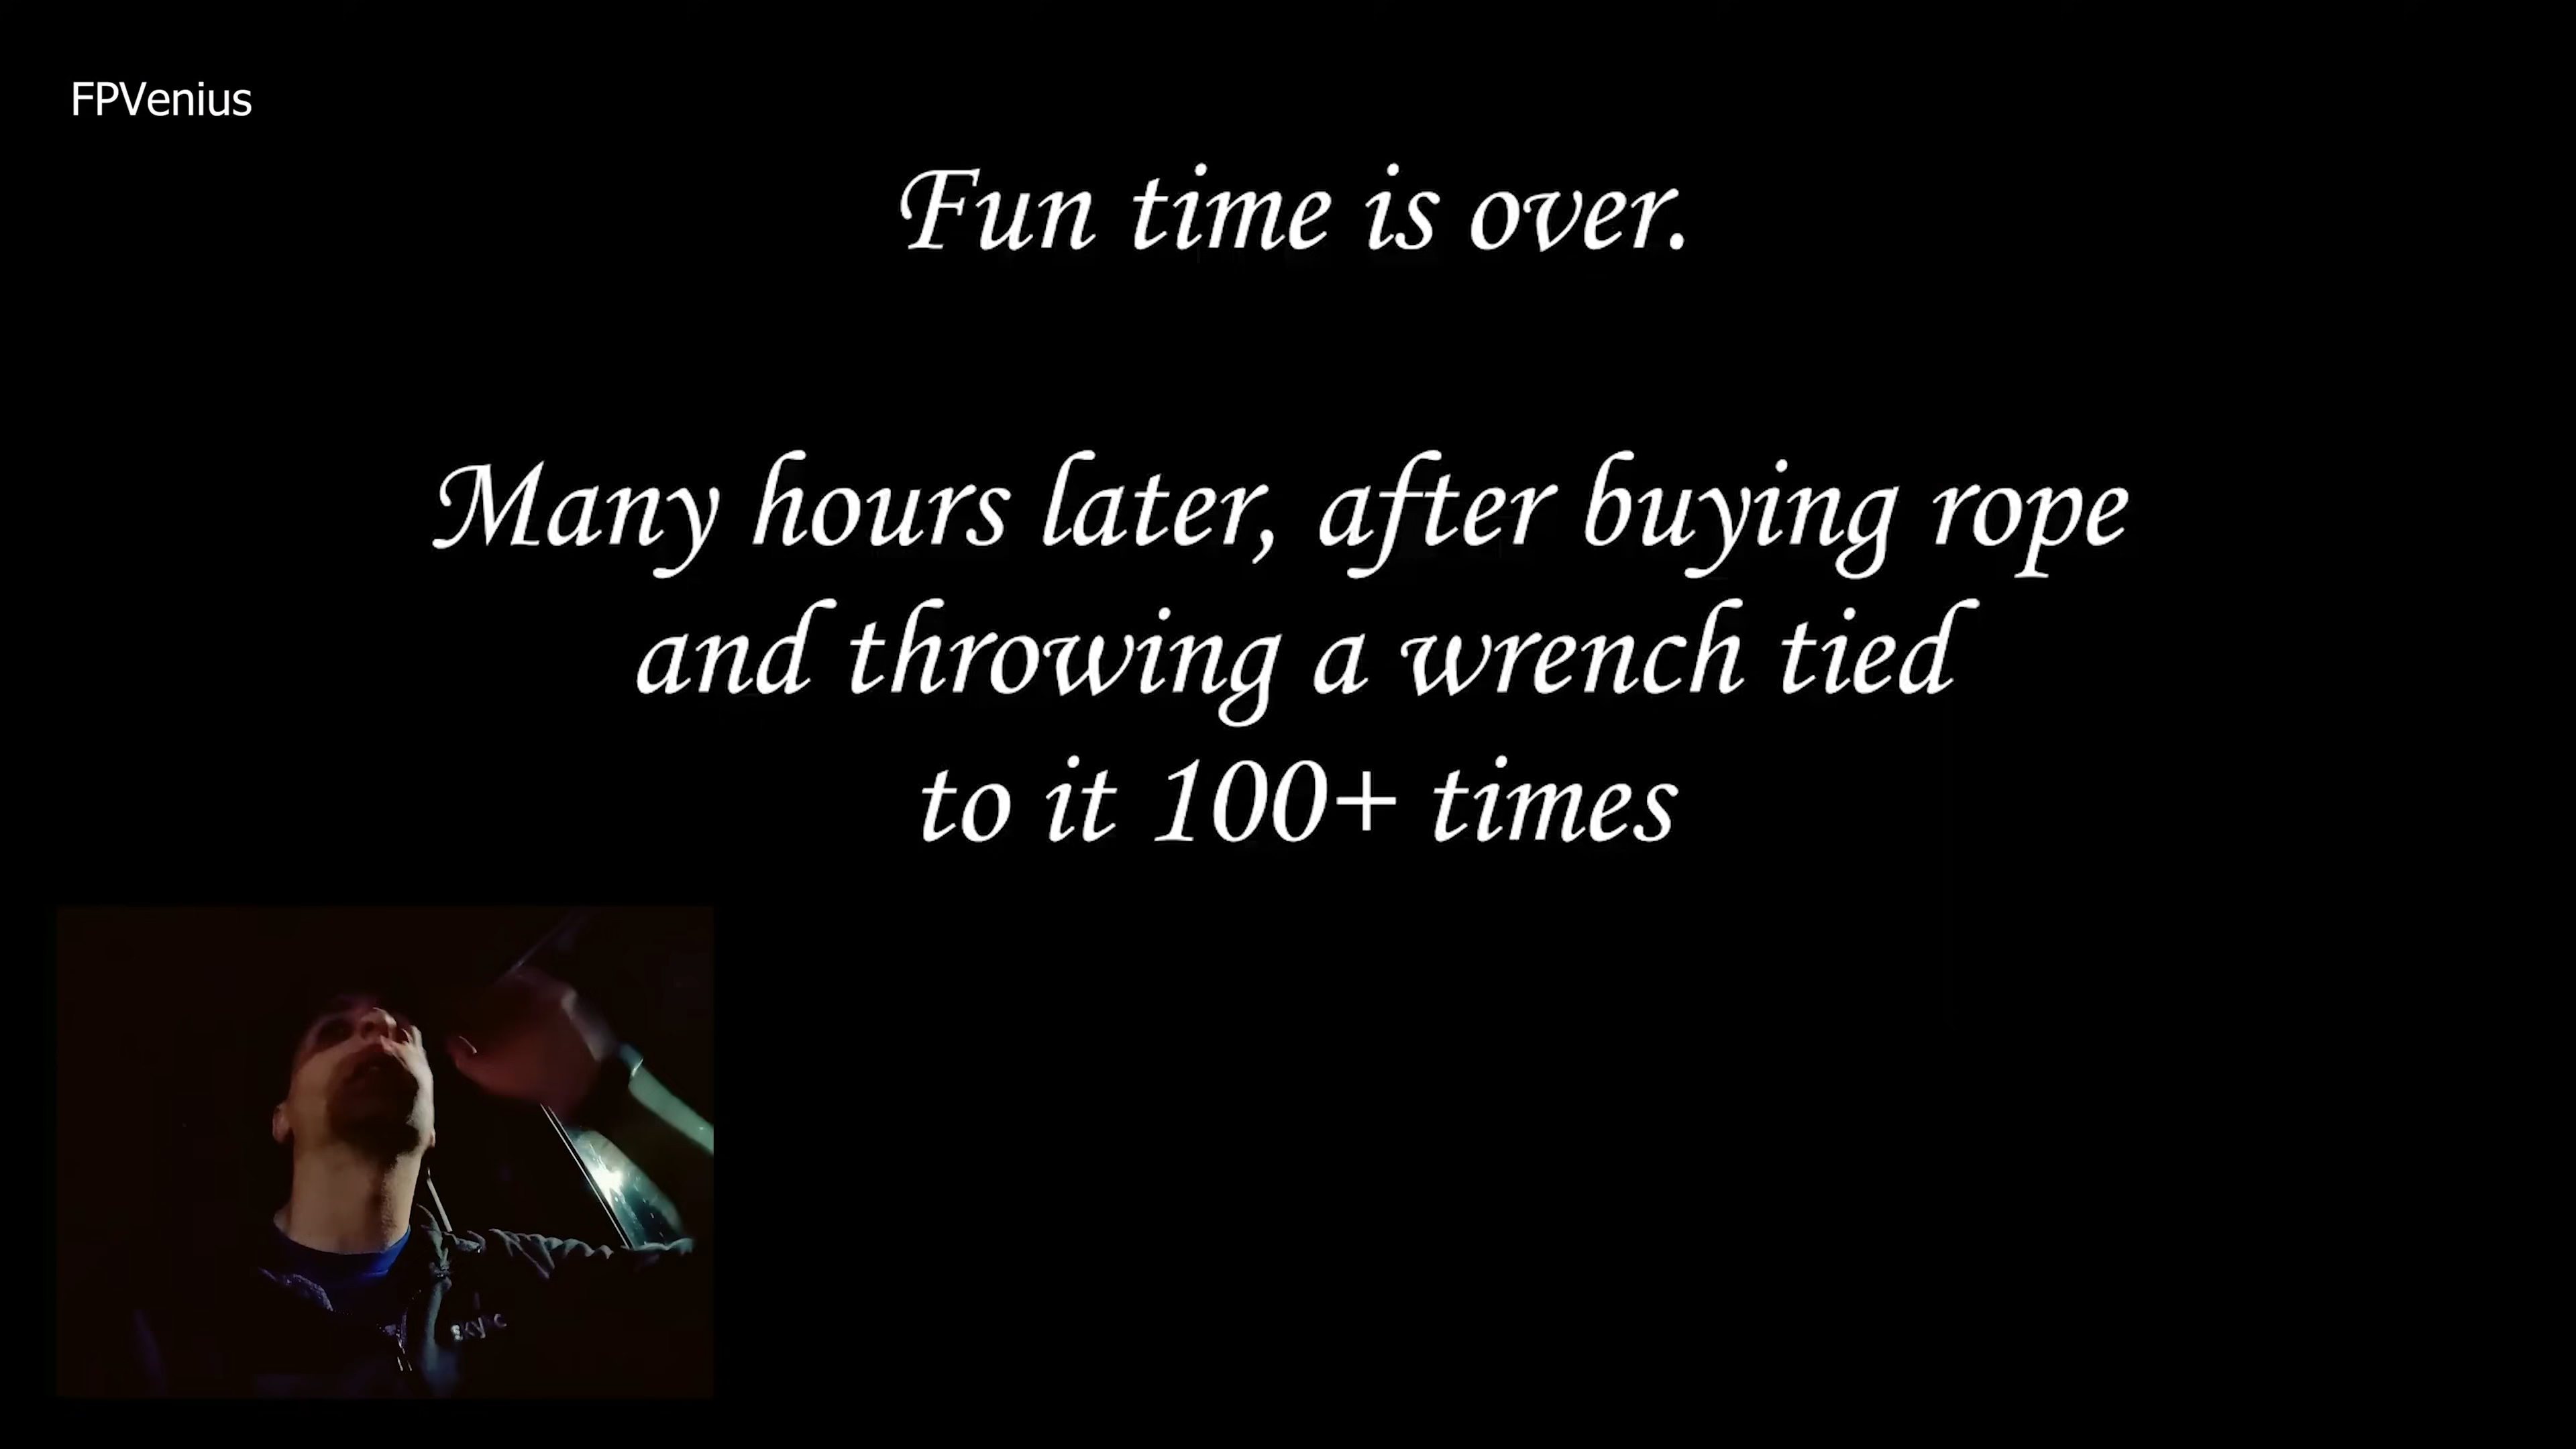 FPVenius
Fun time is over.
Many hours later, after buying rope
and throwing a wrench tied
to it 100+ times